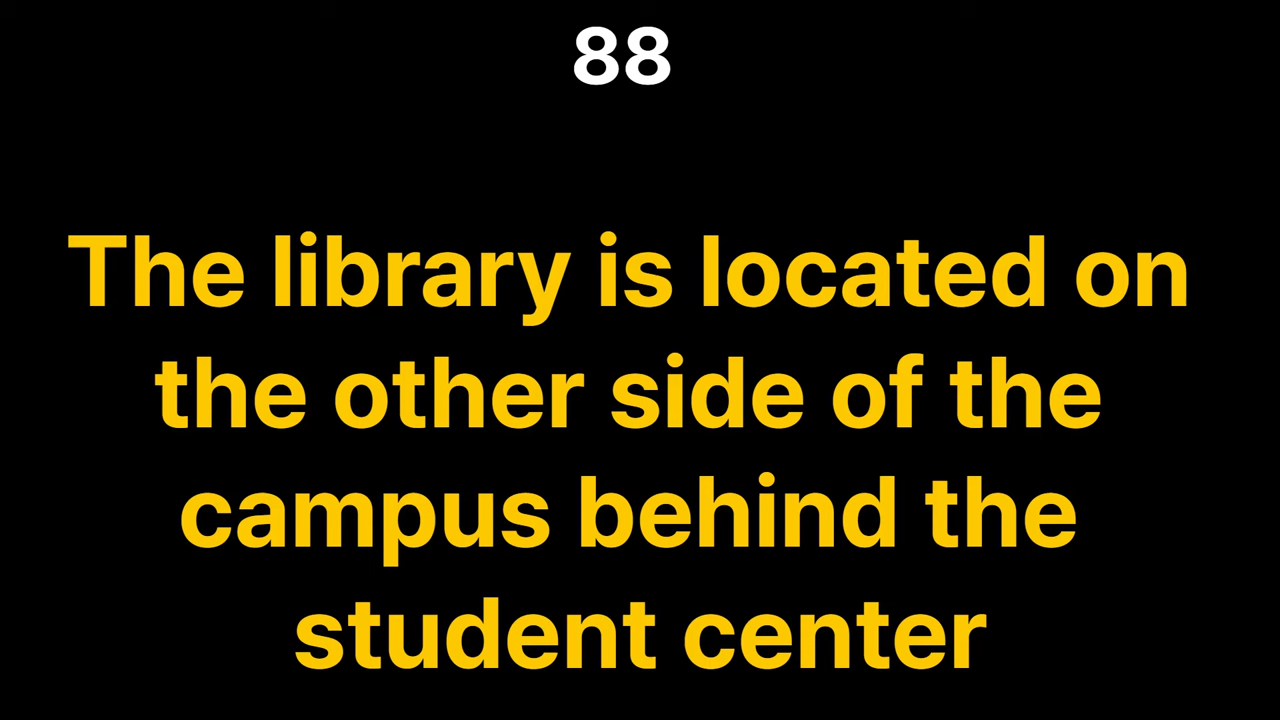 88
The library is located on
the other side of the
campus behind the
student center